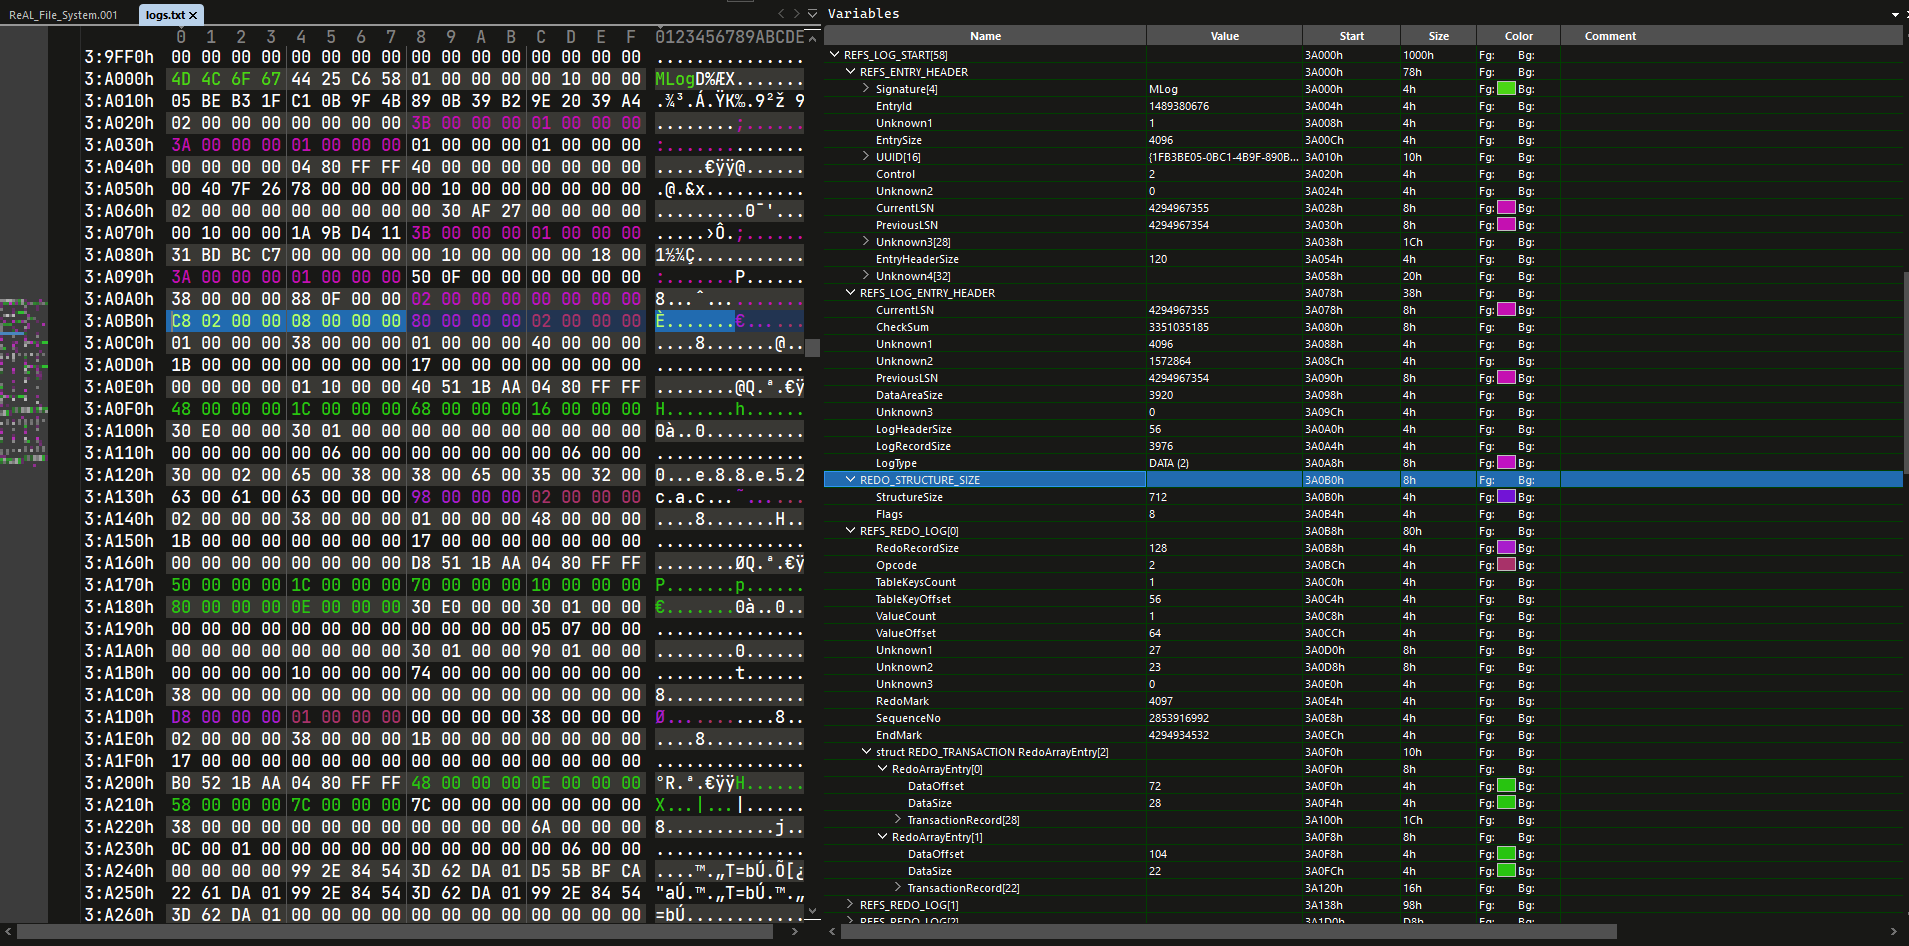 ReAL_File_System.001
logs.txt
0 1 2 3 4 5 6 7 8 9 A B C D E F 0123456789ABCDE
3:9FF0h 00 00 00 00 00 00 00 00 00 00 00 00 00 00 00 00 ...............
3:A000h 4D 4C 6F 67 44 25 C6 58 01 00 00 00 00 10 00 00 MLogD%ÆX.......
3:A010h 05 BE B3 1F C1 0B 9F 4B 89 0B 39 B2 9E 20 39 A4 .¾³.Á.ŸK‰.9²ž 9
3:A020h 02 00 00 00 00 00 00 00 3B 00 00 00 01 00 00 00 ........;......
3:A030h 3A 00 00 00 01 00 00 00 01 00 00 00 01 00 00 00 :..............
3:A040h 00 00 00 00 04 80 FF FF 40 00 00 00 00 00 00 00 .....€ÿÿ@......
3:A050h 00 40 7F 26 78 00 00 00 00 10 00 00 00 00 00 00 .@.&x..........
3:A060h 02 00 00 00 00 00 00 00 00 30 AF 27 00 00 00 00 .........0¯'...
3:A070h 00 10 00 00 1A 9B D4 11 3B 00 00 00 01 00 00 00 .....›Ô.;......
3:A080h 31 BD BC C7 00 00 00 00 00 10 00 00 00 00 18 00 1½¼Ç...........
3:A090h 3A 00 00 00 01 00 00 00 50 0F 00 00 00 00 00 00 :.......P......
3:A0A0h 38 00 00 00 88 0F 00 00 02 00 00 00 00 00 00 00 8...ˆ..........
3:A0B0h C8 02 00 00 08 00 00 00 80 00 00 00 02 00 00 00 È.......€......
3:A0C0h 01 00 00 00 38 00 00 00 01 00 00 00 40 00 00 00 ....8.......@..
3:A0D0h 1B 00 00 00 00 00 00 00 17 00 00 00 00 00 00 00 ...............
3:A0E0h 00 00 00 00 01 10 00 00 40 51 1B AA 04 80 FF FF ........@Q.ª.€ÿ
3:A0F0h 48 00 00 00 1C 00 00 00 68 00 00 00 16 00 00 00 H.......h......
3:A100h 30 E0 00 00 30 01 00 00 00 00 00 00 00 00 00 00 0à..0..........
3:A110h 00 00 00 00 00 06 00 00 00 00 00 00 00 06 00 00 ...............
3:A120h 30 00 02 00 65 00 38 00 38 00 65 00 35 00 32 00 0...e.8.8.e.5.2
3:A130h 63 00 61 00 63 00 00 00 98 00 00 00 02 00 00 00 c.a.c...˜......
3:A140h 02 00 00 00 38 00 00 00 01 00 00 00 48 00 00 00 ....8.......H..
3:A150h 1B 00 00 00 00 00 00 00 17 00 00 00 00 00 00 00 ...............
3:A160h 00 00 00 00 00 00 00 00 D8 51 1B AA 04 80 FF FF ........ØQ.ª.€ÿ
3:A170h 50 00 00 00 1C 00 00 00 70 00 00 00 10 00 00 00 P.......p......
3:A180h 80 00 00 00 0E 00 00 00 30 E0 00 00 30 01 00 00 €.......0à..0..
3:A190h 00 00 00 00 00 00 00 00 00 00 00 00 05 07 00 00 ...............
3:A1A0h 00 00 00 00 00 00 00 00 30 01 00 00 90 01 00 00 ........0......
3:A1B0h 00 00 00 00 10 00 00 00 74 00 00 00 00 00 00 00 ........t......
3:A1C0h 38 00 00 00 00 00 00 00 00 00 00 00 00 00 00 00 8..............
3:A1D0h D8 00 00 00 01 00 00 00 00 00 00 00 38 00 00 00 Ø...........8..
3:A1E0h 02 00 00 00 38 00 00 00 1B 00 00 00 00 00 00 00 ....8..........
3:A1F0h 17 00 00 00 00 00 00 00 00 00 00 00 00 00 00 00 ...............
3:A200h B0 52 1B AA 04 80 FF FF 48 00 00 00 0E 00 00 00 °R.ª.€ÿÿH......
3:A210h 58 00 00 00 7C 00 00 00 7C 00 00 00 00 00 00 00 X...|...|......
3:A220h 38 00 00 00 00 00 00 00 00 00 00 00 6A 00 00 00 8...........j..
3:A230h 0C 00 01 00 00 00 00 00 00 00 00 00 00 06 00 00 ...............
3:A240h 00 00 00 00 99 2E 84 54 3D 62 DA 01 D5 5B BF CA ....™.„T=bÚ.Õ[¿
3:A250h 22 61 DA 01 99 2E 84 54 3D 62 DA 01 99 2E 84 54 "aÚ.™.„T=bÚ.™.„
3:A260h 3D 62 DA 01 00 00 00 00 00 00 00 00 00 00 00 00 =bÚ............
Variables
Name Value Start Size Color Comment
REFS_LOG_START[58] 3A000h 1000h Fg: Bg:
REFS_ENTRY_HEADER 3A000h 78h Fg: Bg:
Signature[4] MLog 3A000h 4h Fg: Bg:
EntryId 1489380676 3A004h 4h Fg: Bg:
Unknown1 1 3A008h 4h Fg: Bg:
EntrySize 4096 3A00Ch 4h Fg: Bg:
UUID[16] {1FB3BE05-0BC1-4B9F-890B... 3A010h 10h Fg: Bg:
Control 2 3A020h 4h Fg: Bg:
Unknown2 0 3A024h 4h Fg: Bg:
CurrentLSN 4294967355 3A028h 8h Fg: Bg:
PreviousLSN 4294967354 3A030h 8h Fg: Bg:
Unknown3[28] 3A038h 1Ch Fg: Bg:
EntryHeaderSize 120 3A054h 4h Fg: Bg:
Unknown4[32] 3A058h 20h Fg: Bg:
REFS_LOG_ENTRY_HEADER 3A078h 38h Fg: Bg:
CurrentLSN 4294967355 3A078h 8h Fg: Bg:
CheckSum 3351035185 3A080h 8h Fg: Bg:
Unknown1 4096 3A088h 4h Fg: Bg:
Unknown2 1572864 3A08Ch 4h Fg: Bg:
PreviousLSN 4294967354 3A090h 8h Fg: Bg:
DataAreaSize 3920 3A098h 4h Fg: Bg:
Unknown3 0 3A09Ch 4h Fg: Bg:
LogHeaderSize 56 3A0A0h 4h Fg: Bg:
LogRecordSize 3976 3A0A4h 4h Fg: Bg:
LogType DATA (2) 3A0A8h 8h Fg: Bg:
REDO_STRUCTURE_SIZE 3A0B0h 8h Fg: Bg:
StructureSize 712 3A0B0h 4h Fg: Bg:
Flags 8 3A0B4h 4h Fg: Bg:
REFS_REDO_LOG[0] 3A0B8h 80h Fg: Bg:
RedoRecordSize 128 3A0B8h 4h Fg: Bg:
Opcode 2 3A0BCh 4h Fg: Bg:
TableKeysCount 1 3A0C0h 4h Fg: Bg:
TableKeyOffset 56 3A0C4h 4h Fg: Bg:
ValueCount 1 3A0C8h 4h Fg: Bg:
ValueOffset 64 3A0CCh 4h Fg: Bg:
Unknown1 27 3A0D0h 8h Fg: Bg:
Unknown2 23 3A0D8h 8h Fg: Bg:
Unknown3 0 3A0E0h 4h Fg: Bg:
RedoMark 4097 3A0E4h 4h Fg: Bg:
SequenceNo 2853916992 3A0E8h 4h Fg: Bg:
EndMark 4294934532 3A0ECh 4h Fg: Bg:
struct REDO_TRANSACTION RedoArrayEntry[2] 3A0F0h 10h Fg: Bg:
RedoArrayEntry[0] 3A0F0h 8h Fg: Bg:
DataOffset 72 3A0F0h 4h Fg: Bg:
DataSize 28 3A0F4h 4h Fg: Bg:
TransactionRecord[28] 3A100h 1Ch Fg: Bg:
RedoArrayEntry[1] 3A0F8h 8h Fg: Bg:
DataOffset 104 3A0F8h 4h Fg: Bg:
DataSize 22 3A0FCh 4h Fg: Bg:
TransactionRecord[22] 3A120h 16h Fg: Bg:
REFS_REDO_LOG[1] 3A138h 98h Fg: Bg:
REFS_REDO_LOG[2] 3A1D0h D8h Fg: Bg: